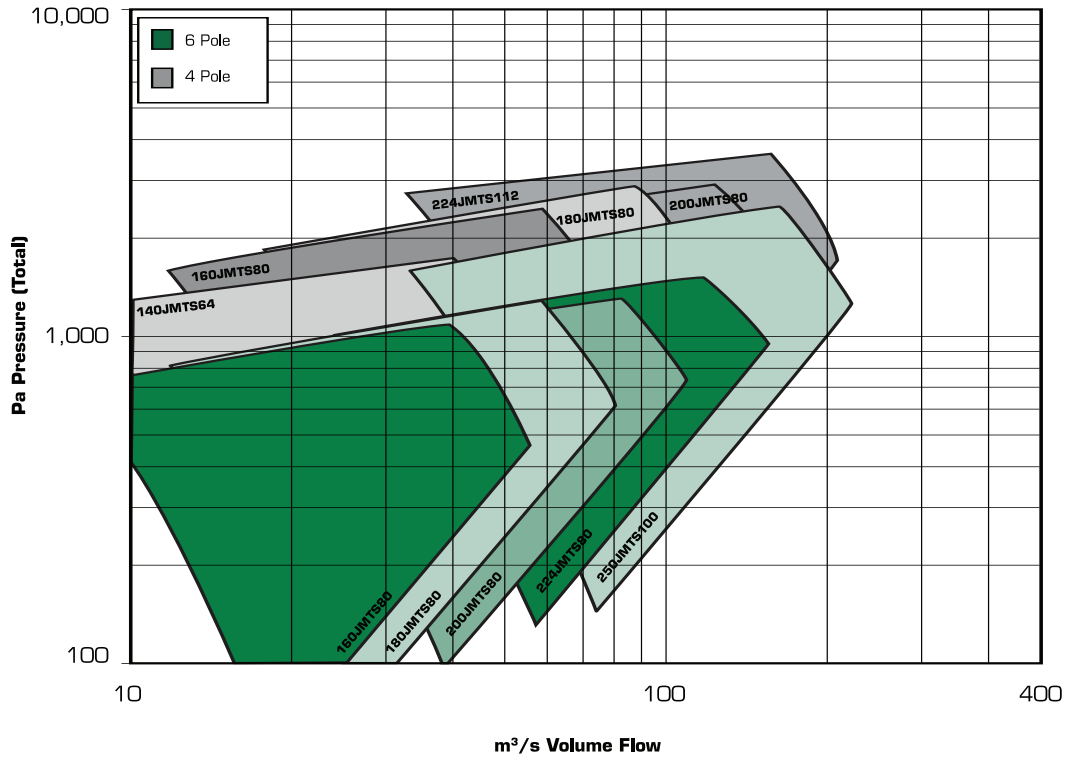 10,000
6 Pole
4 Pole
224JMTS112
200JMTS80
180JMTS80
160JMTS80
140JMTS64
1,000
Pa Pressure (Total)
250JMTS100
224JMTS80
200JMTS80
180JMTS80
160JMTS80
100
10
100
400
m³/s Volume Flow